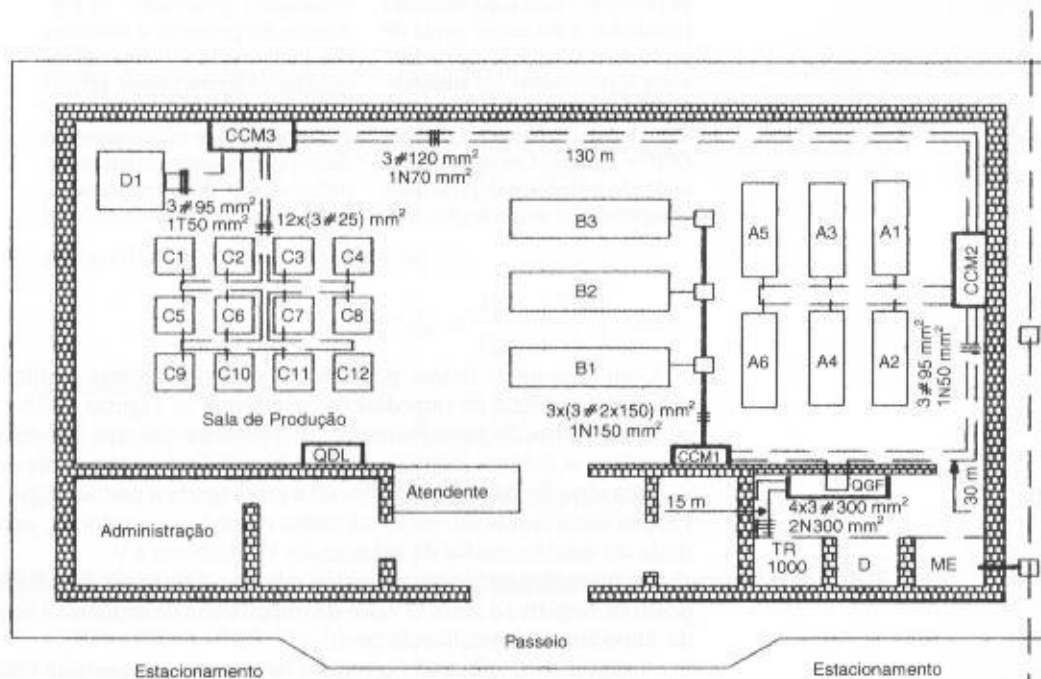 CCM3
D1
3#120 mm²
1N70 mm²
130 m
3#95 mm²
1T50 mm²
12x(3#25) mm²
C1
C2
C3
C4
C5
C6
C7
C8
C9
C10
C11
C12
Sala de Produção
B3
B2
B1
A5
A3
A1
A6
A4
A2
CCM2
3#95 mm²
1N50 mm²
3x(3#2x150) mm²
1N150 mm²
QDL
CCM1
Atendente
Administração
15 m
QGF
4x3#300 mm²
2N300 mm²
30 m
TR
1000
D
ME
Passeio
Estacionamento
Estacionamento